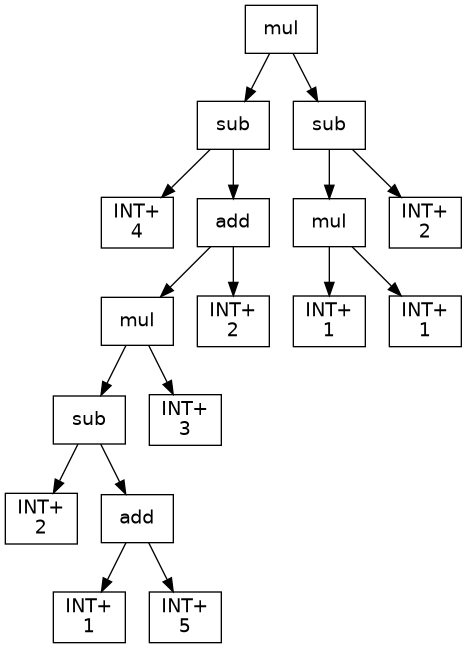 mul
sub
sub
INT+
4
add
mul
INT+
2
mul
INT+
2
INT+
1
INT+
1
sub
INT+
3
INT+
2
add
INT+
1
INT+
5